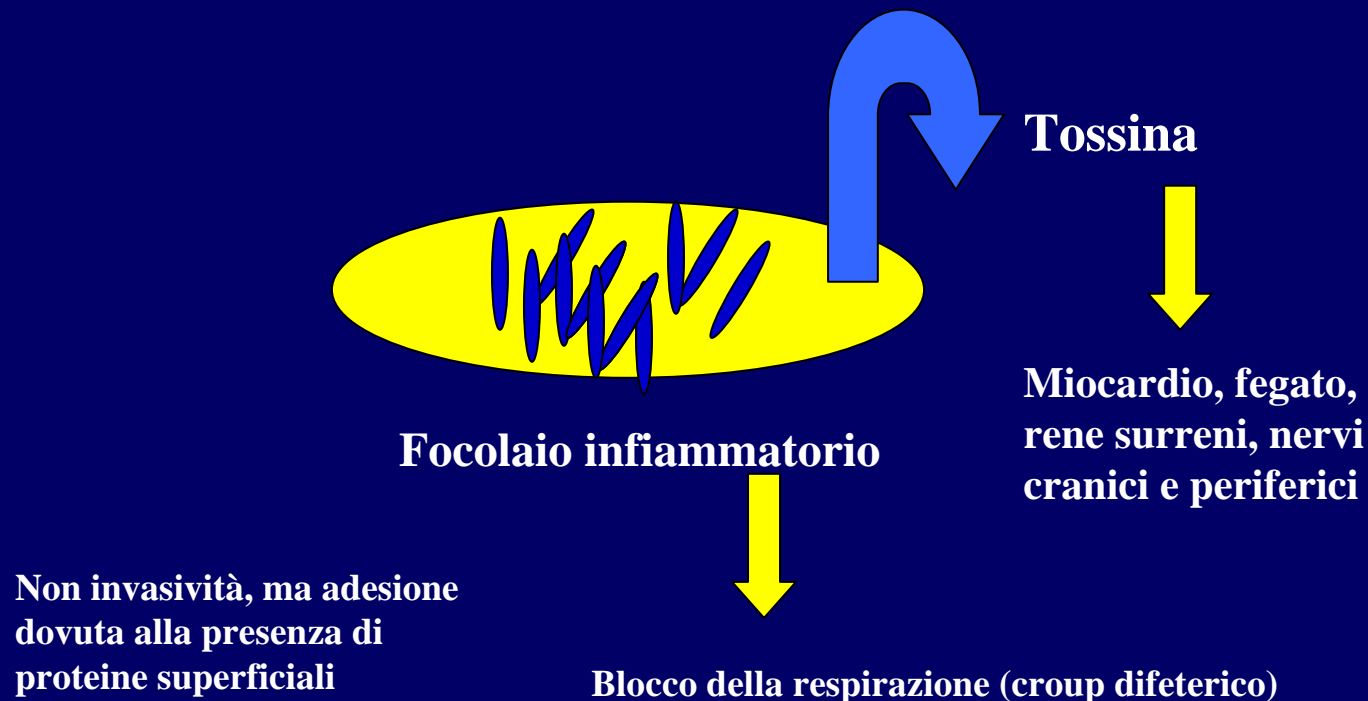 Tossina
Miocardio, fegato,
rene surreni, nervi
cranici e periferici
Focolaio infiammatorio
Non invasività, ma adesione
dovuta alla presenza di
proteine superficiali
Blocco della respirazione (croup difeterico)